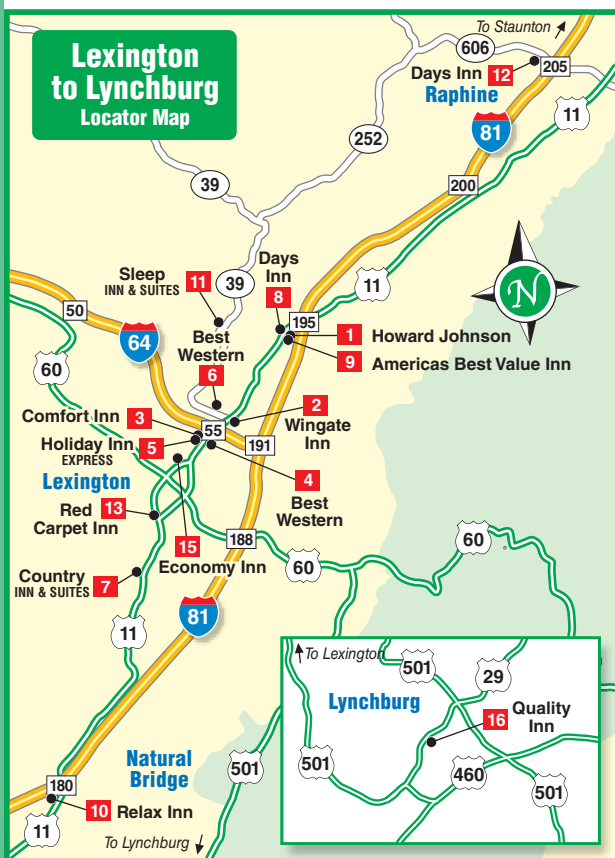 Lexington
to Lynchburg
Locator Map
To Staunton
606
Days Inn 12
205
Raphine
11
81
252
39
200
Sleep
INN & SUITES
11
39
Days
Inn
8
11
N
50
64
195
1 Howard Johnson
9 Americas Best Value Inn
Best
Western
6
60
Comfort Inn 3
55
2
Wingate
Inn
Holiday Inn 5
EXPRESS
191
Lexington
4
Best
Western
Red 13
Carpet Inn
15
Economy Inn
188
60
60
Country
INN & SUITES
7
81
11
To Lexington
501
29
Lynchburg
16 Quality
Inn
501
460
501
Natural
Bridge
501
180
10 Relax Inn
11
To Lynchburg